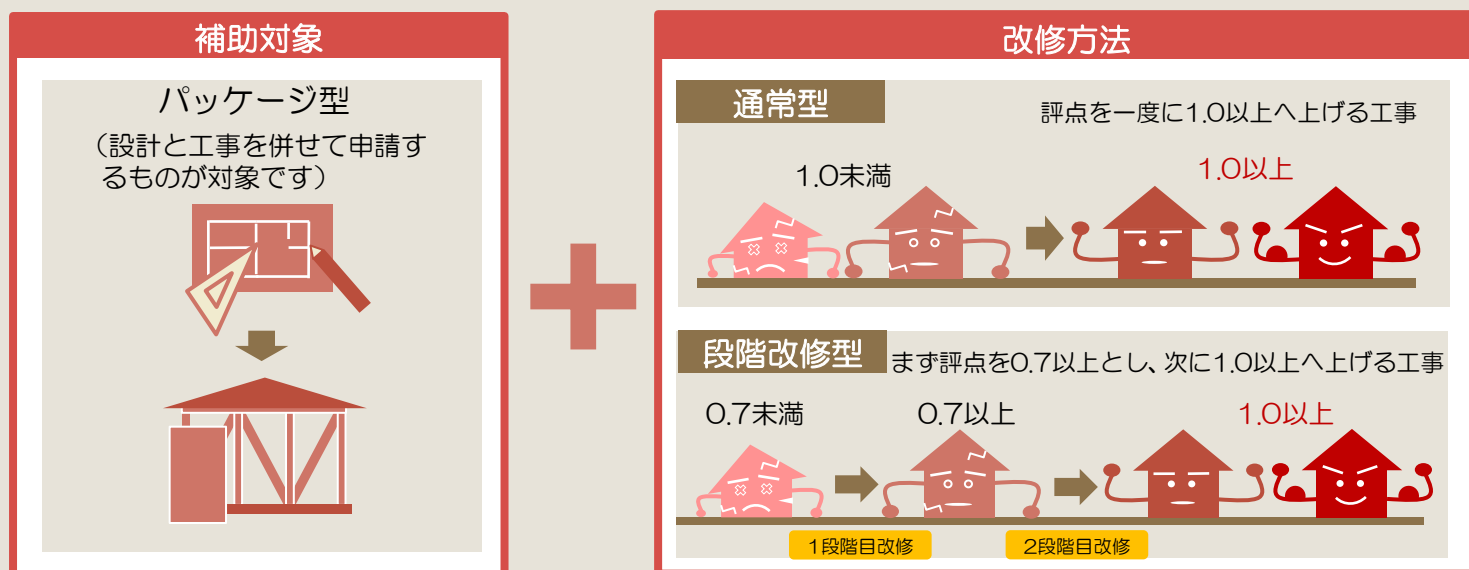 補助対象
パッケージ型
（設計と工事を併せて申請す
るものが対象です）
改修方法
通常型
評点を一度に1.0以上へ上げる工事
1.0未満
1.0以上
段階改修型
まず評点を0.7以上とし、次に1.0以上へ上げる工事
0.7未満
0.7以上
1.0以上
1段階目改修
2段階目改修